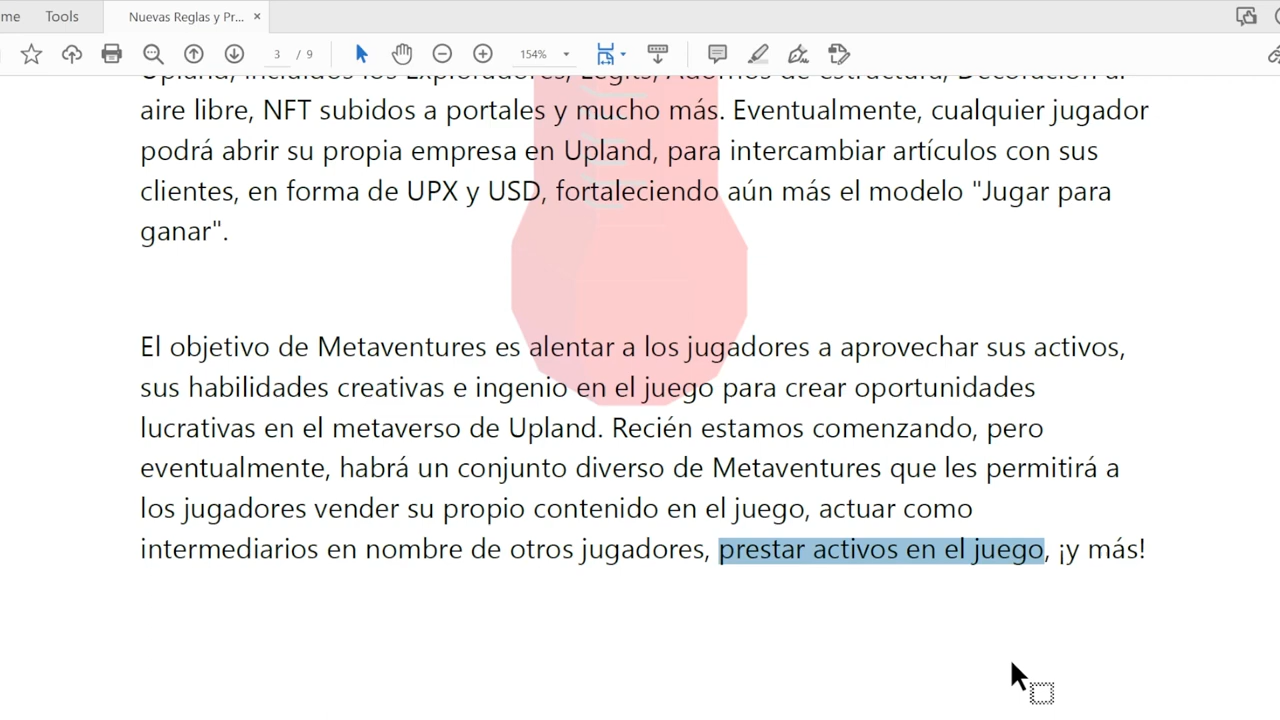 me Tools Nuevas Reglas y Pr... ×
3 / 9 154%
aire libre, NFT subidos a portales y mucho más. Eventualmente, cualquier jugador
podrá abrir su propia empresa en Upland, para intercambiar artículos con sus
clientes, en forma de UPX y USD, fortaleciendo aún más el modelo "Jugar para
ganar".
El objetivo de Metaventures es alentar a los jugadores a aprovechar sus activos,
sus habilidades creativas e ingenio en el juego para crear oportunidades
lucrativas en el metaverso de Upland. Recién estamos comenzando, pero
eventualmente, habrá un conjunto diverso de Metaventures que les permitirá a
los jugadores vender su propio contenido en el juego, actuar como
intermediarios en nombre de otros jugadores, prestar activos en el juego, ¡y más!